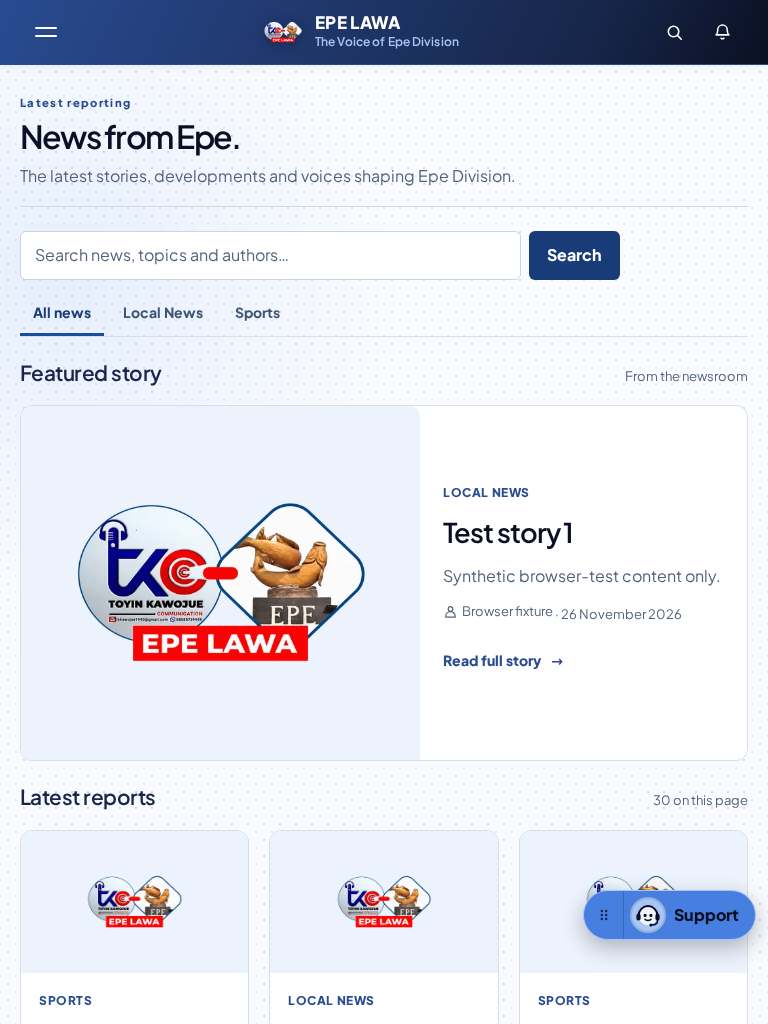 EPE LAWA
The Voice of Epe Division
Latest reporting
News from Epe.
The latest stories, developments and voices shaping Epe Division.
Search news, topics and authors…
Search
All news
Local News
Sports
Featured story
From the newsroom
tkc
TOYIN KAWOJUE
COMMUNICATION
EPE
EPE LAWA
LOCAL NEWS
Test story 1
Synthetic browser-test content only.
Browser fixture . 26 November 2026
Read full story →
Latest reports
30 on this page
EPE
EPE LAWA
EPE
EPE LAWA
Support
SPORTS
LOCAL NEWS
SPORTS